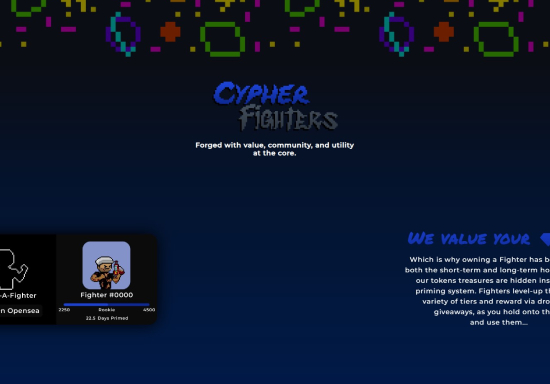 CYPHER
FIGHTERS
Forged with value, community, and utility
at the core.
-A-Fighter
n Opensea
Fighter #0000
2250 Rookie 4500
22.5 Days Primed
WE VALUE YOUR
Which is why owning a Fighter has b
both the short-term and long-term ho
our tokens treasures are hidden ins
priming system. Fighters level-up th
variety of tiers and reward via dro
giveaways, as you hold onto th
and use them...